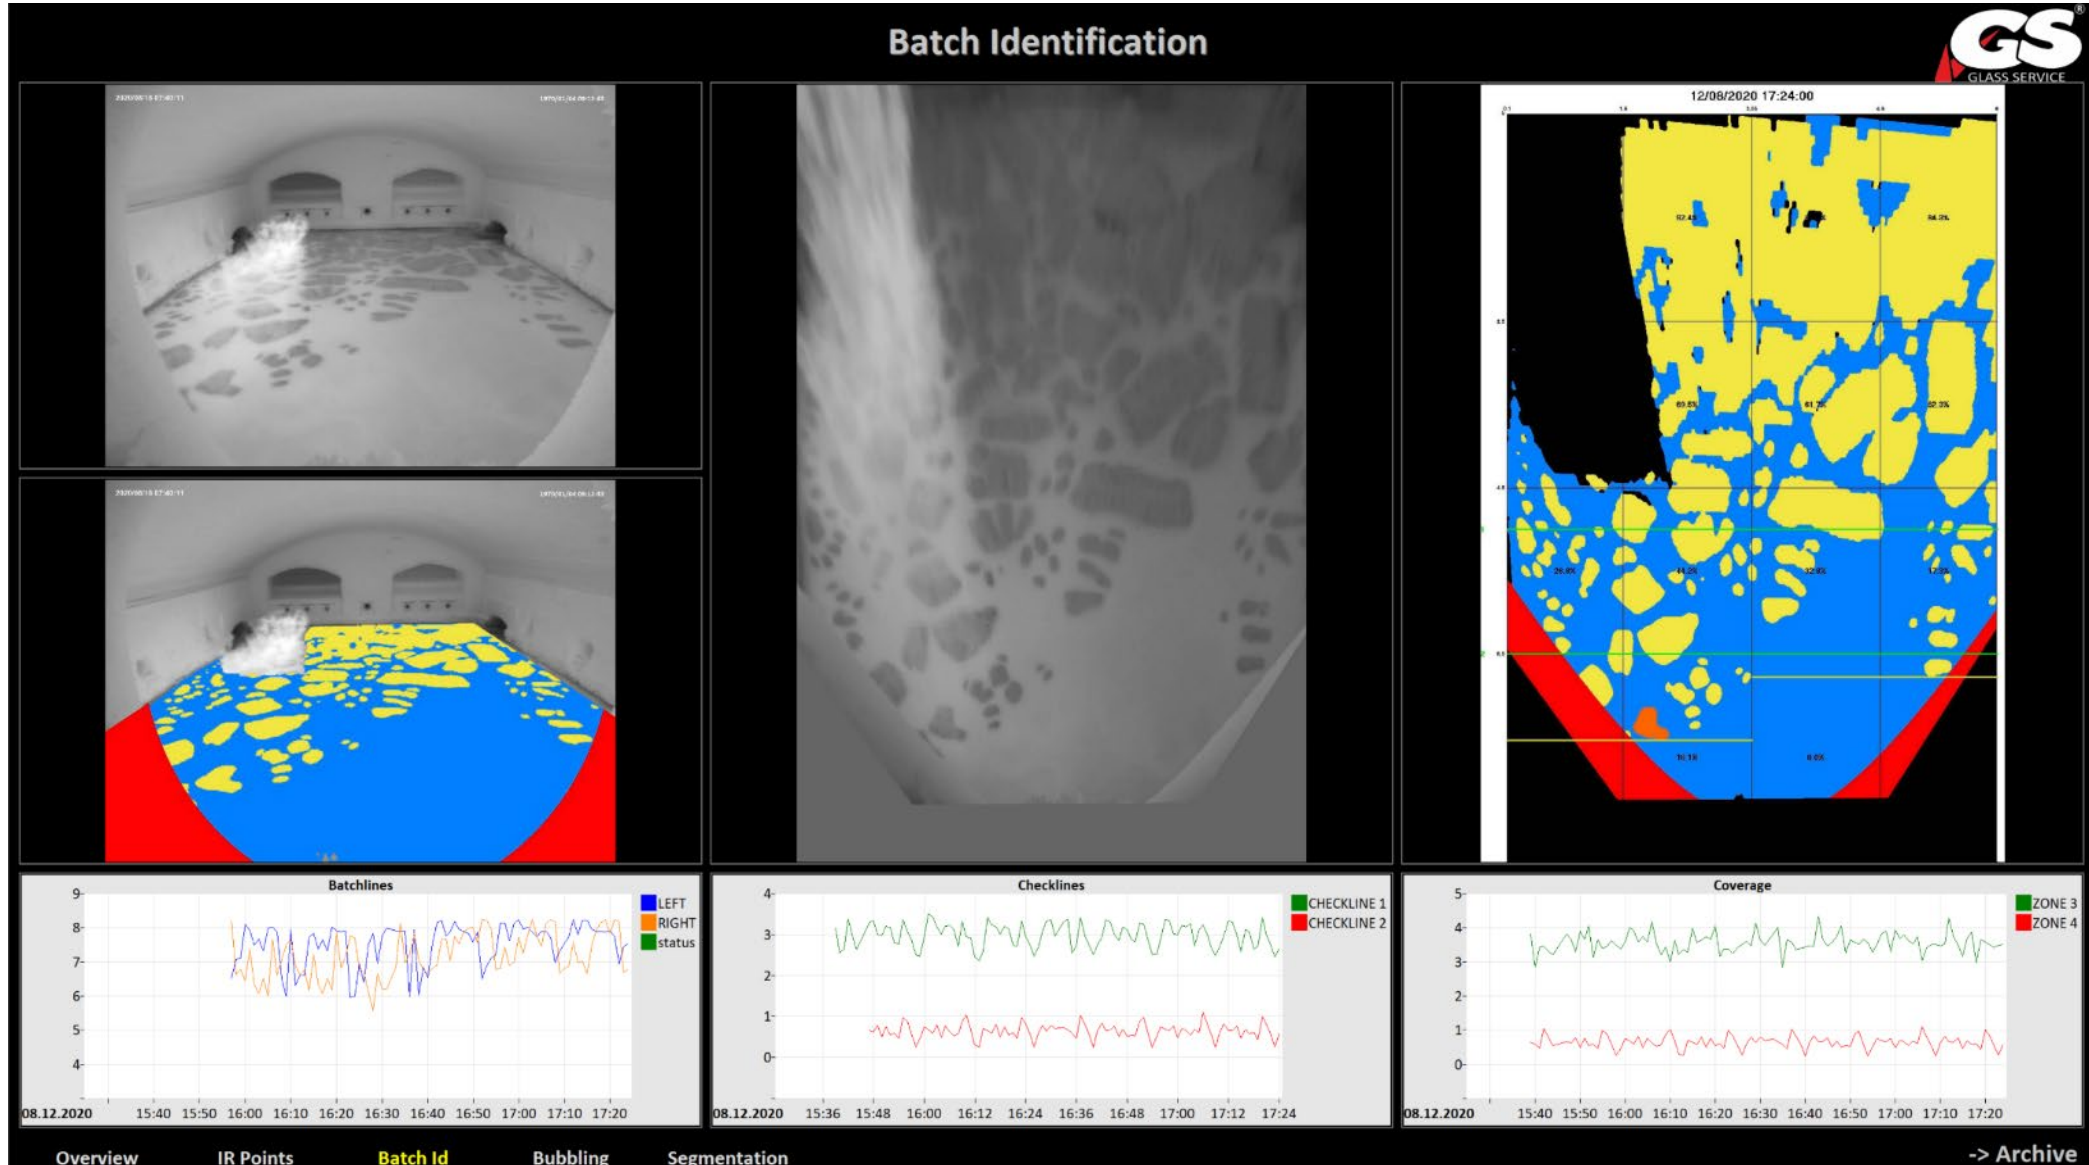 Batch Identification
GS®
GLASS SERVICE
12/08/2020 17:24:00
Batchlines
9
8
7
6
5
4
LEFT
RIGHT
status
08.12.2020
15:40 15:50 16:00 16:10 16:20 16:30 16:40 16:50 17:00 17:10 17:20
Checklines
4
3
2
1
0
CHECKLINE 1
CHECKLINE 2
08.12.2020
15:36 15:48 16:00 16:12 16:24 16:36 16:48 17:00 17:12 17:24
Coverage
5
4
3
2
1
0
ZONE 3
ZONE 4
08.12.2020
15:40 15:50 16:00 16:10 16:20 16:30 16:40 16:50 17:00 17:10 17:20
Overview IR Points Batch Id Bubbling Segmentation -> Archive